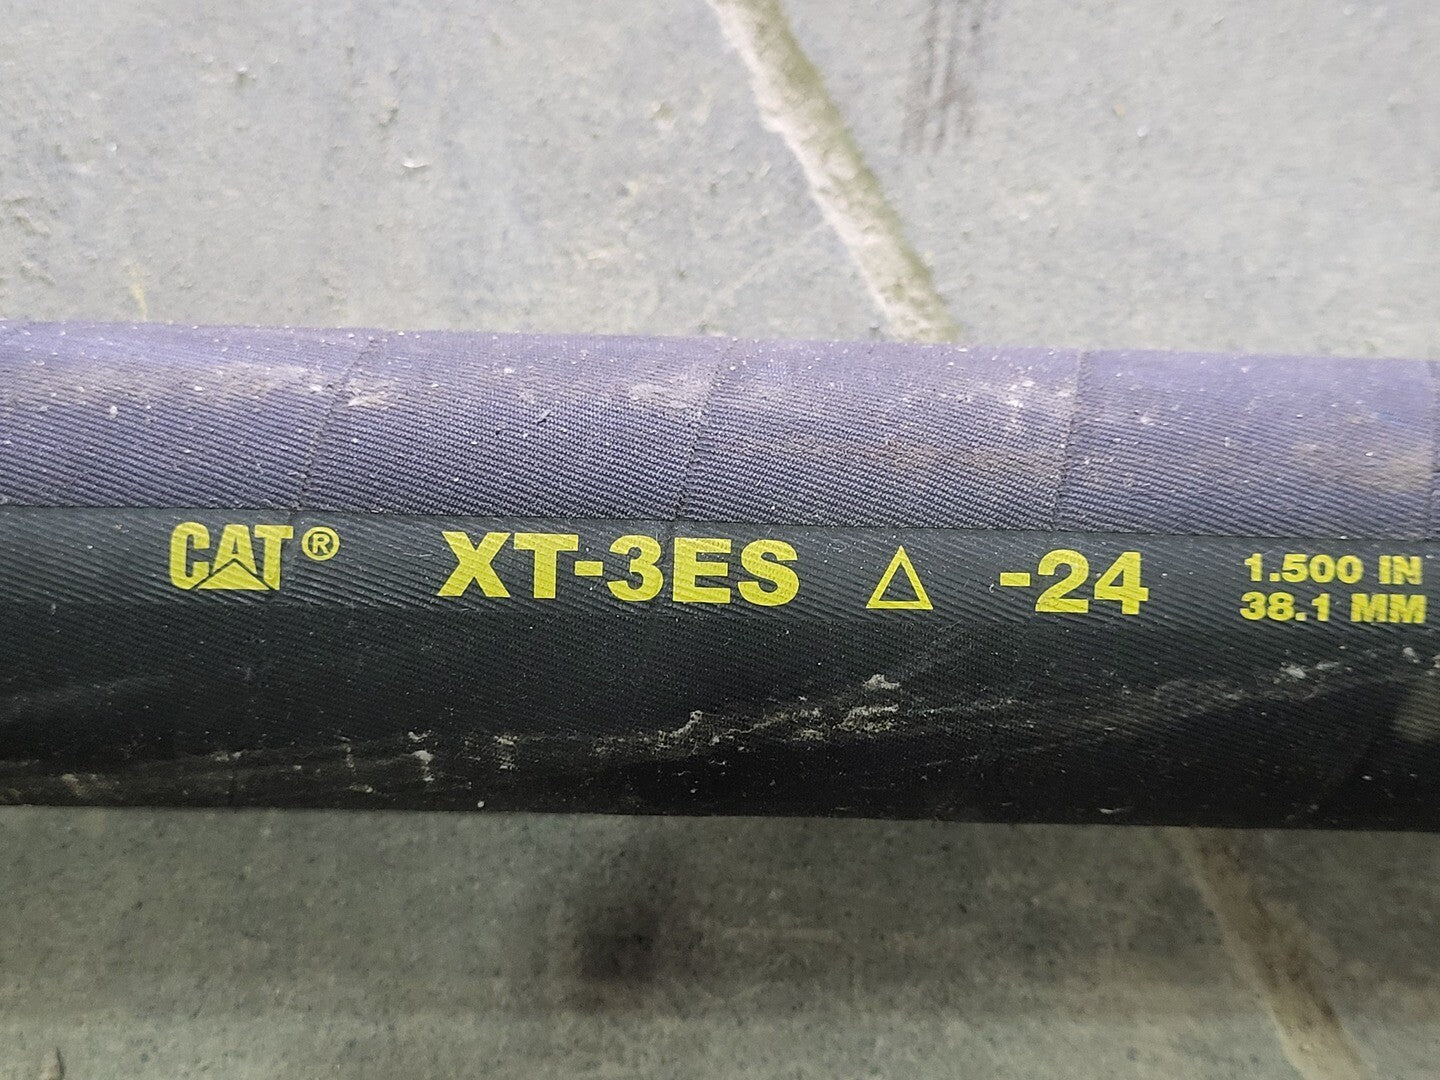 CAT® XT-3ES △ -24 1.500 IN
38.1 MM